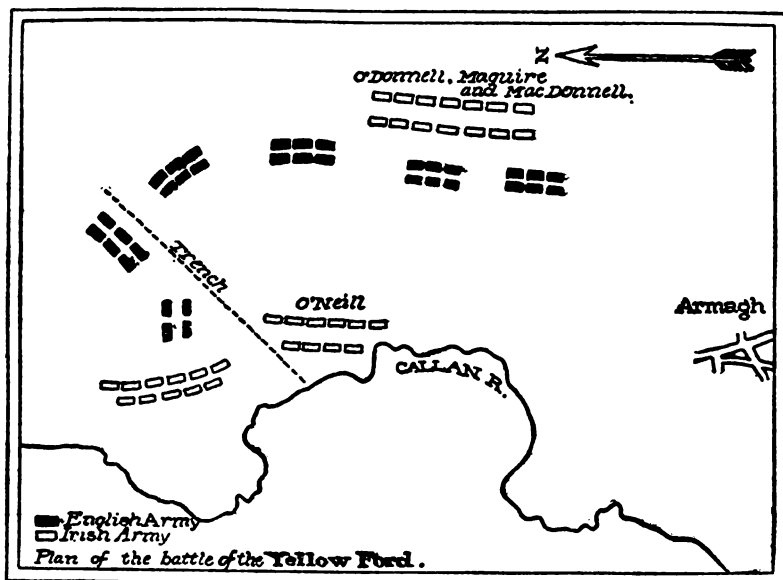 N
O'Donnell, Maguire
and MacDonnell.
Trench
O'Neill
Armagh
CALLAN R.
English Army
Irish Army
Plan of the battle of the Yellow Ford.